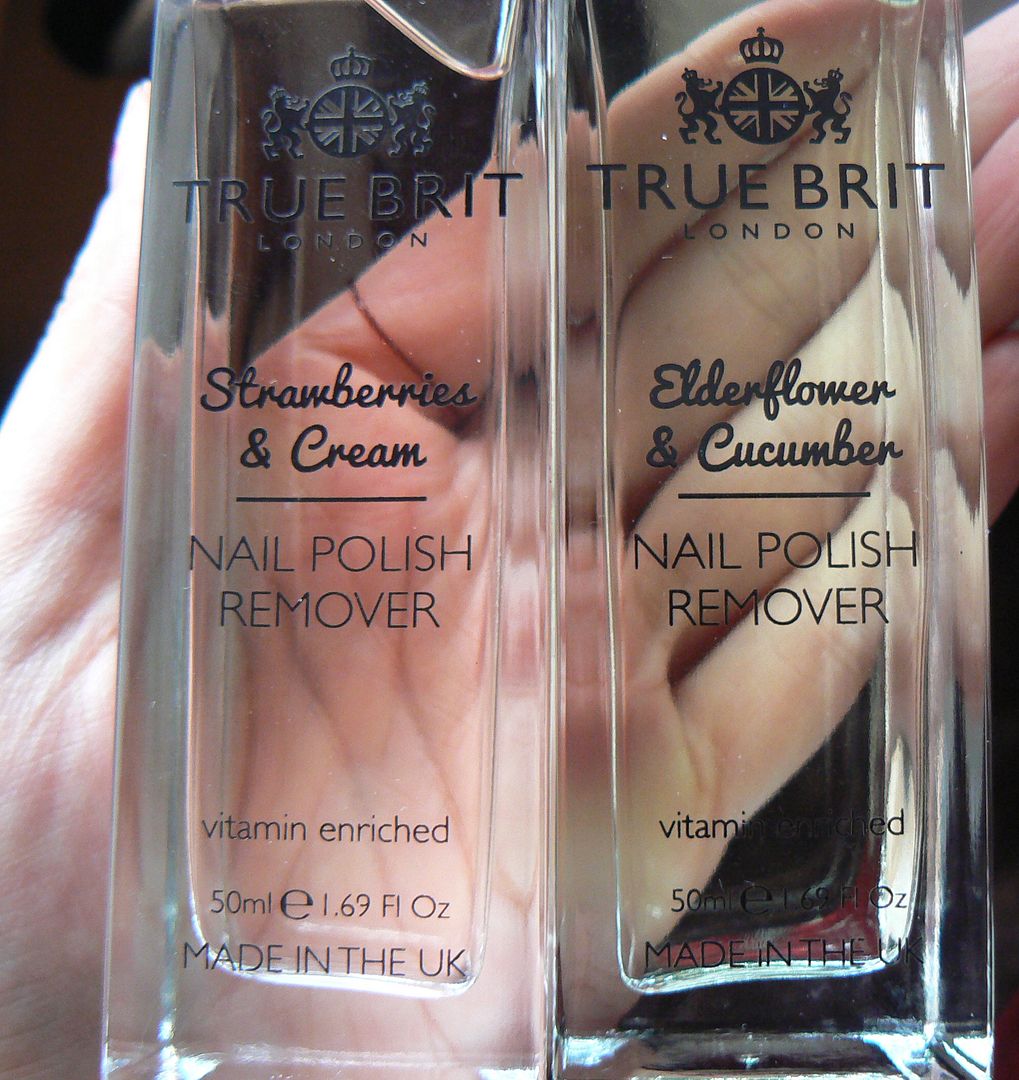 TRUE BRIT
LONDON
Strawberries
& Cream
NAIL POLISH
REMOVER
vitamin enriched
50ml e 1.69 Fl Oz
MADE IN THE UK
TRUE BRIT
LONDON
Elderflower
& Cucumber
NAIL POLISH
REMOVER
vitamin enriched
50ml e 1.69 Fl Oz
MADE IN THE UK